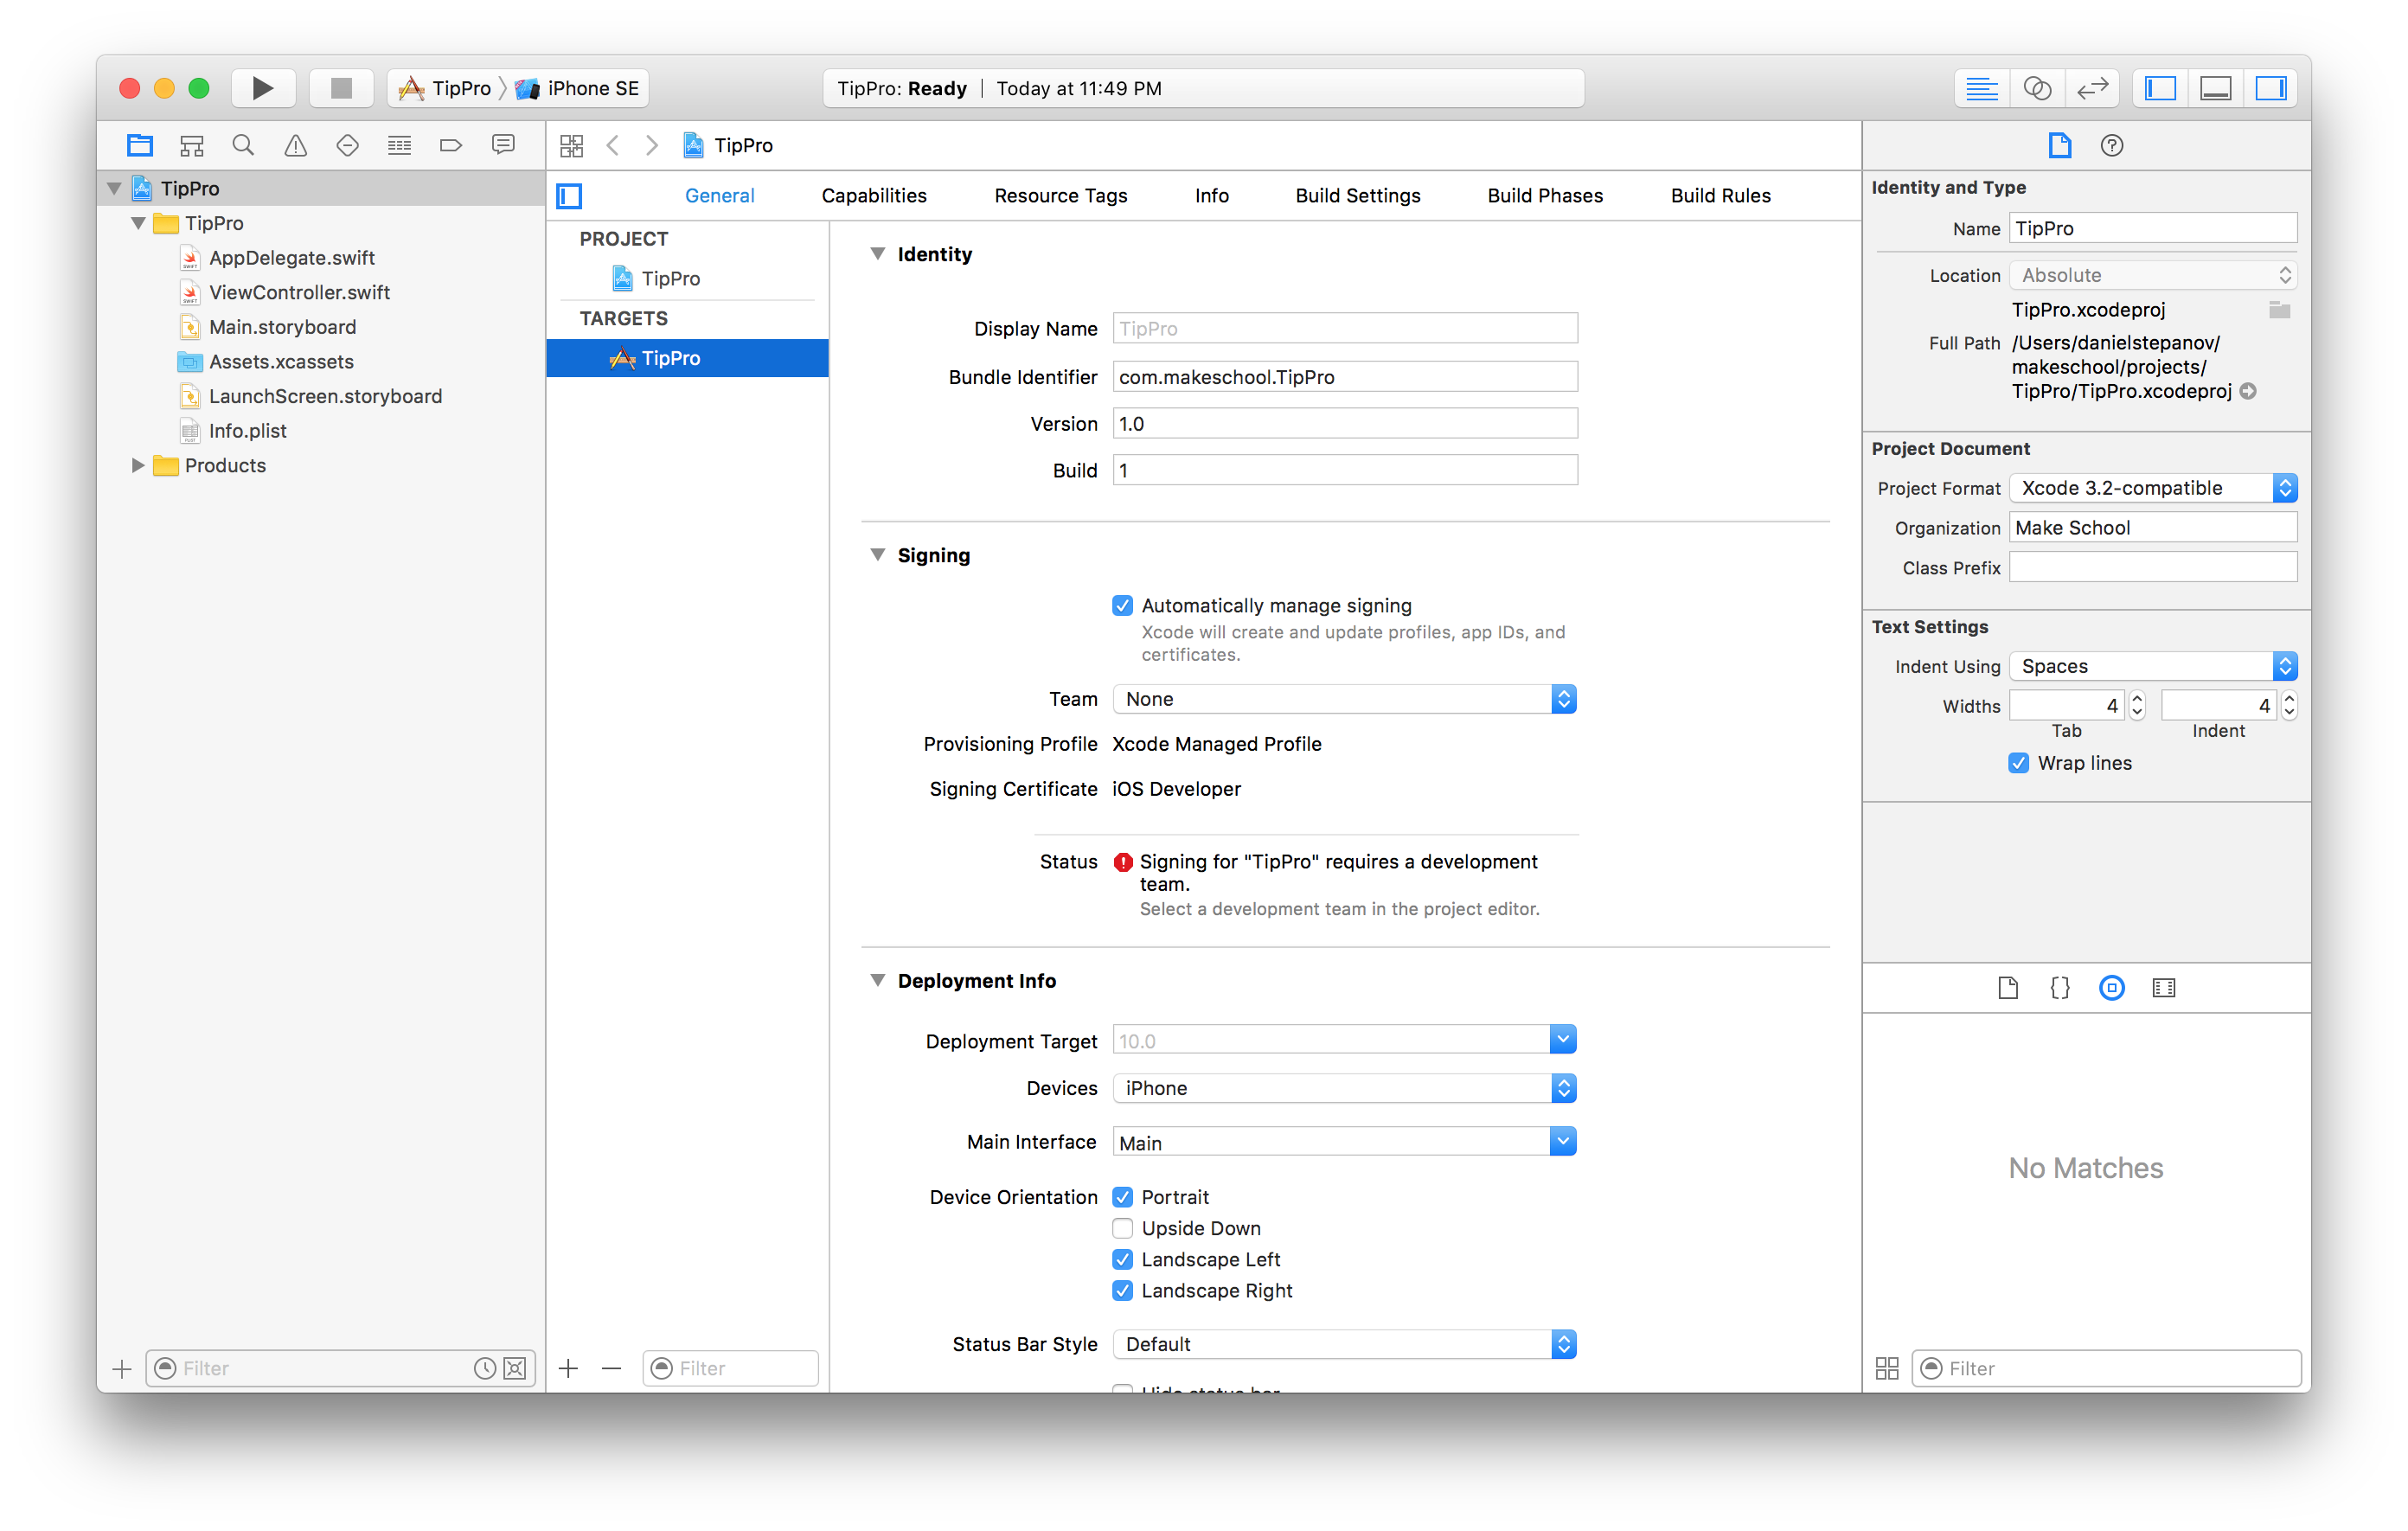 TipPro
iPhone SE
TipPro: Ready
Today at 11:49 PM
TipPro
TipPro
AppDelegate.swift
ViewController.swift
Main.storyboard
Assets.xcassets
LaunchScreen.storyboard
Info.plist
Products
Filter
TipPro
General
Capabilities
Resource Tags
Info
Build Settings
Build Phases
Build Rules
PROJECT
TipPro
TARGETS
TipPro
Filter
Identity
Display Name
TipPro
Bundle Identifier
com.makeschool.TipPro
Version
1.0
Build
1
Signing
Automatically manage signing
Xcode will create and update profiles, app IDs, and
certificates.
Team
None
Provisioning Profile
Xcode Managed Profile
Signing Certificate
iOS Developer
Status
Signing for "TipPro" requires a development
team.
Select a development team in the project editor.
Deployment Info
Deployment Target
10.0
Devices
iPhone
Main Interface
Main
Device Orientation
Portrait
Upside Down
Landscape Left
Landscape Right
Status Bar Style
Default
Hide status bar
Identity and Type
Name
TipPro
Location
Absolute
TipPro.xcodeproj
Full Path
/Users/danielstepanov/
makeschool/projects/
TipPro/TipPro.xcodeproj
Project Document
Project Format
Xcode 3.2-compatible
Organization
Make School
Class Prefix
Text Settings
Indent Using
Spaces
Widths
4
4
Tab
Indent
Wrap lines
No Matches
Filter